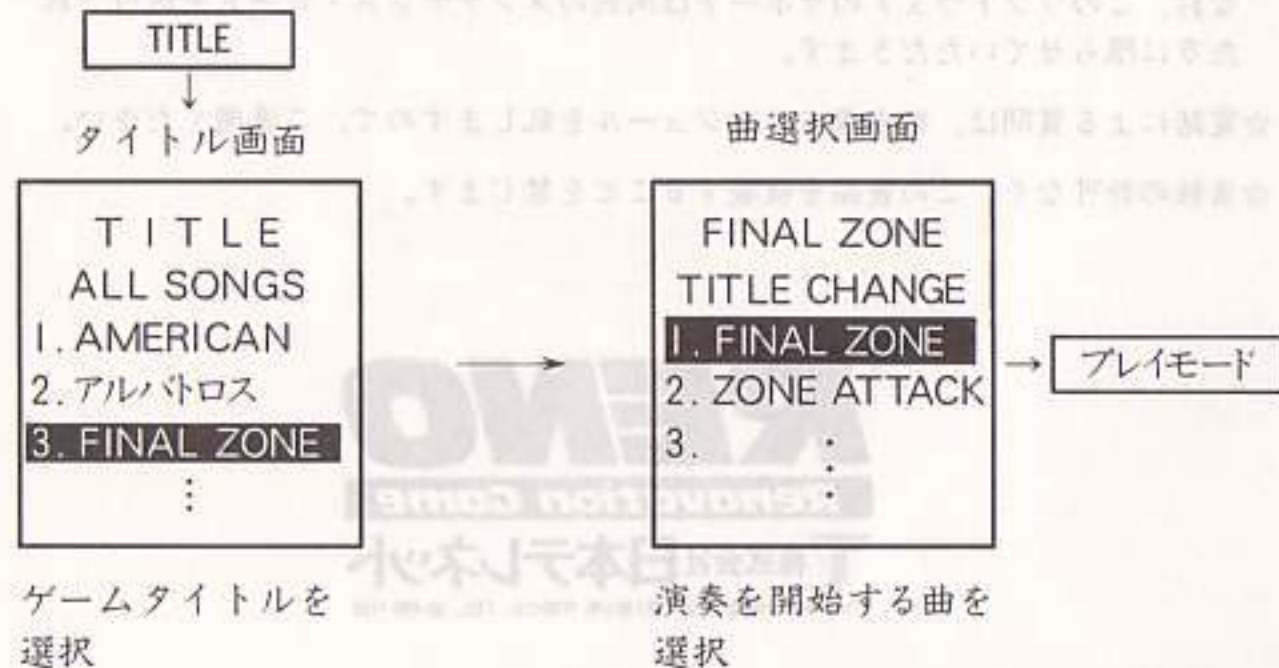 TITLE
↓
タイトル画面
TITLE
ALL SONGS
1. AMERICAN
2. アルバトロス
3. FINAL ZONE
⋮
ゲームタイトルを
選択
→
曲選択画面
FINAL ZONE
TITLE CHANGE
1. FINAL ZONE
2. ZONE ATTACK
3. ⋮
演奏を開始する曲を
選択
→
プレイモード